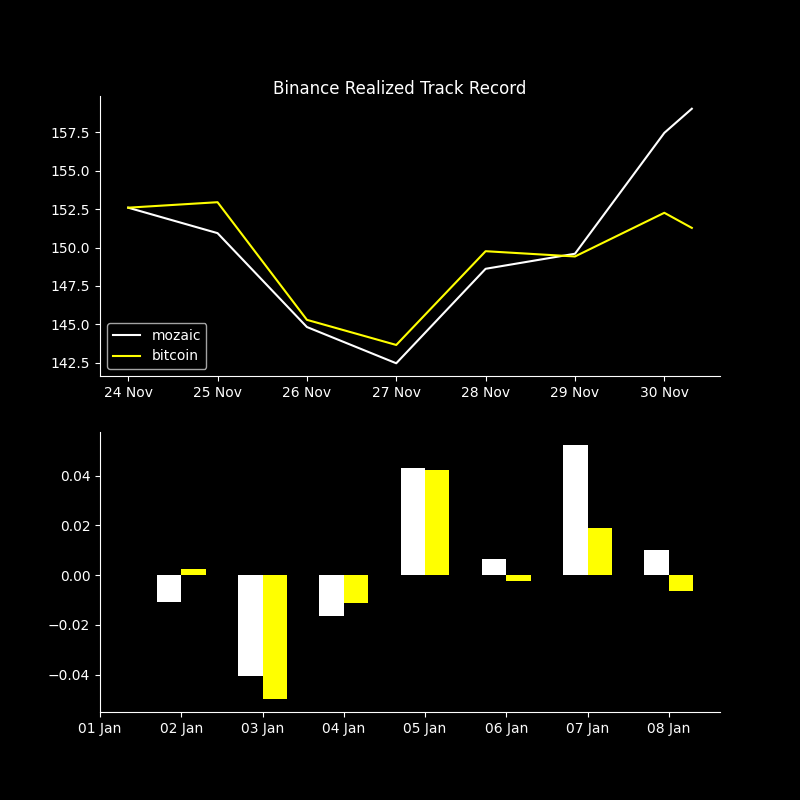 Binance Realized Track Record
157.5
155.0
152.5
150.0
147.5
145.0
142.5
mozaic
bitcoin
24 Nov 25 Nov 26 Nov 27 Nov 28 Nov 29 Nov 30 Nov
0.04
0.02
0.00
−0.02
−0.04
01 Jan 02 Jan 03 Jan 04 Jan 05 Jan 06 Jan 07 Jan 08 Jan